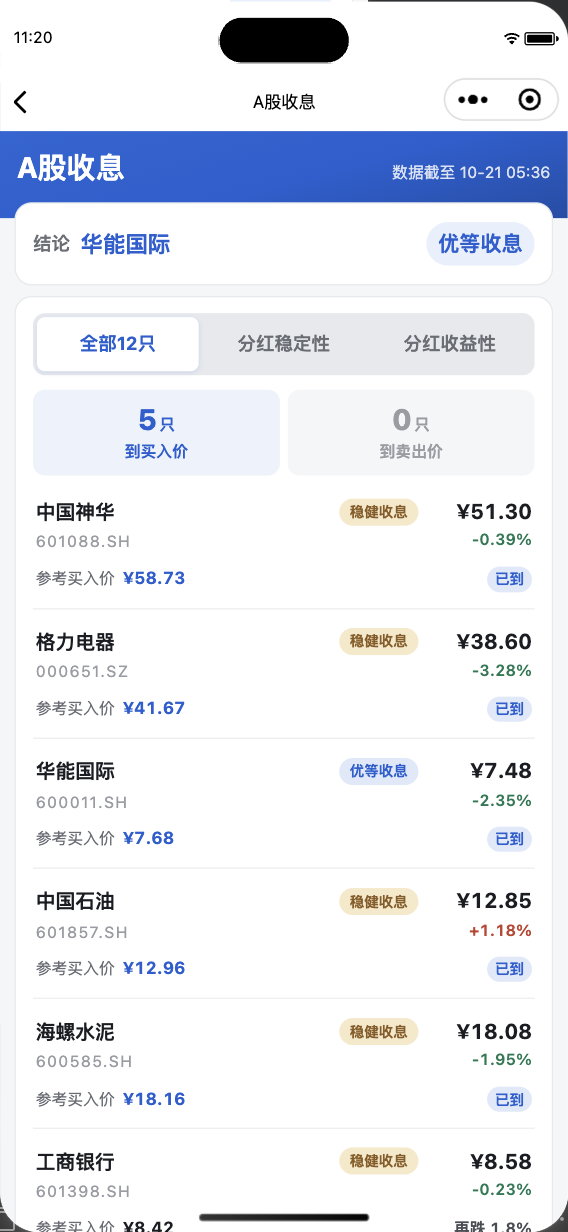 11:20
A股收息
A股收息
数据截至 10-21 05:36
结论 华能国际 优等收息
全部12只 分红稳定性 分红收益性
5只 0只
到买入价 到卖出价
中国神华 稳健收息 ¥51.30
601088.SH -0.39%
参考买入价 ¥58.73 已到
格力电器 稳健收息 ¥38.60
000651.SZ -3.28%
参考买入价 ¥41.67 已到
华能国际 优等收息 ¥7.48
600011.SH -2.35%
参考买入价 ¥7.68 已到
中国石油 稳健收息 ¥12.85
601857.SH +1.18%
参考买入价 ¥12.96 已到
海螺水泥 稳健收息 ¥18.08
600585.SH -1.95%
参考买入价 ¥18.16 已到
工商银行 稳健收息 ¥8.58
601398.SH -0.23%
参考买入价 ¥8.42 再跌 1.8%